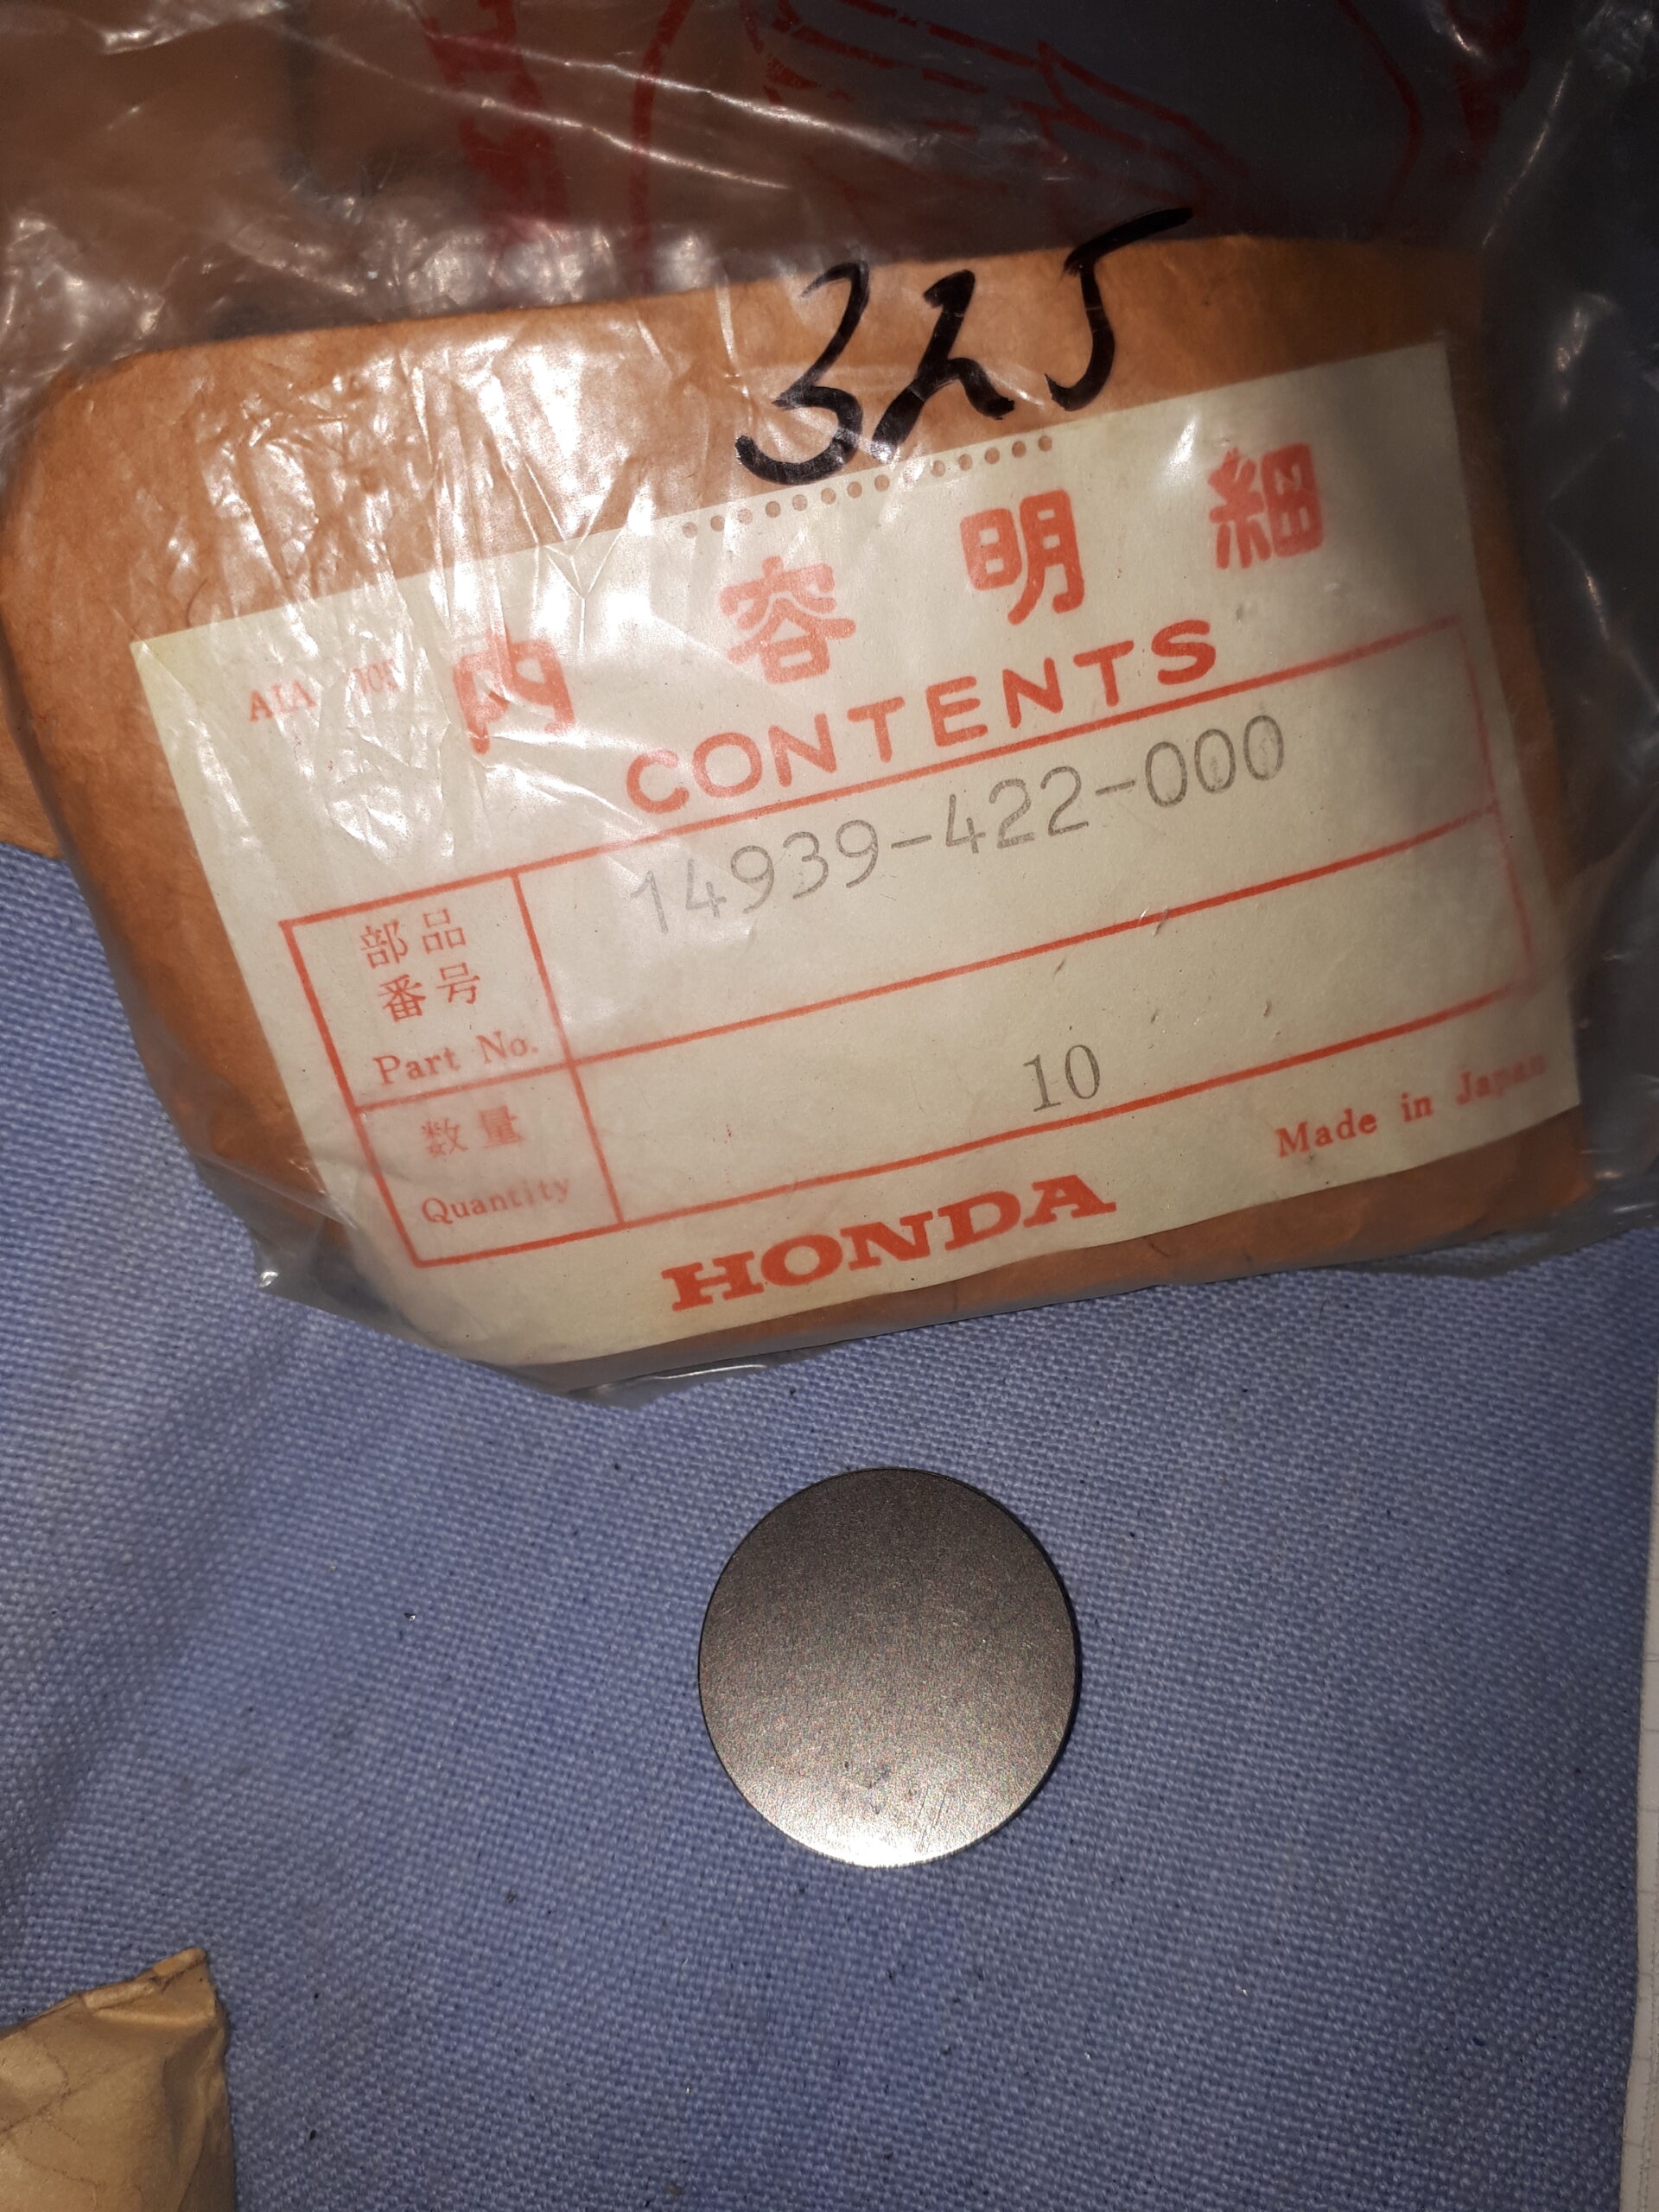 325
内容明細
CONTENTS
部品
番号
Part No.
14939-422-000
数量
Quantity
10
HONDA
Made in Japan